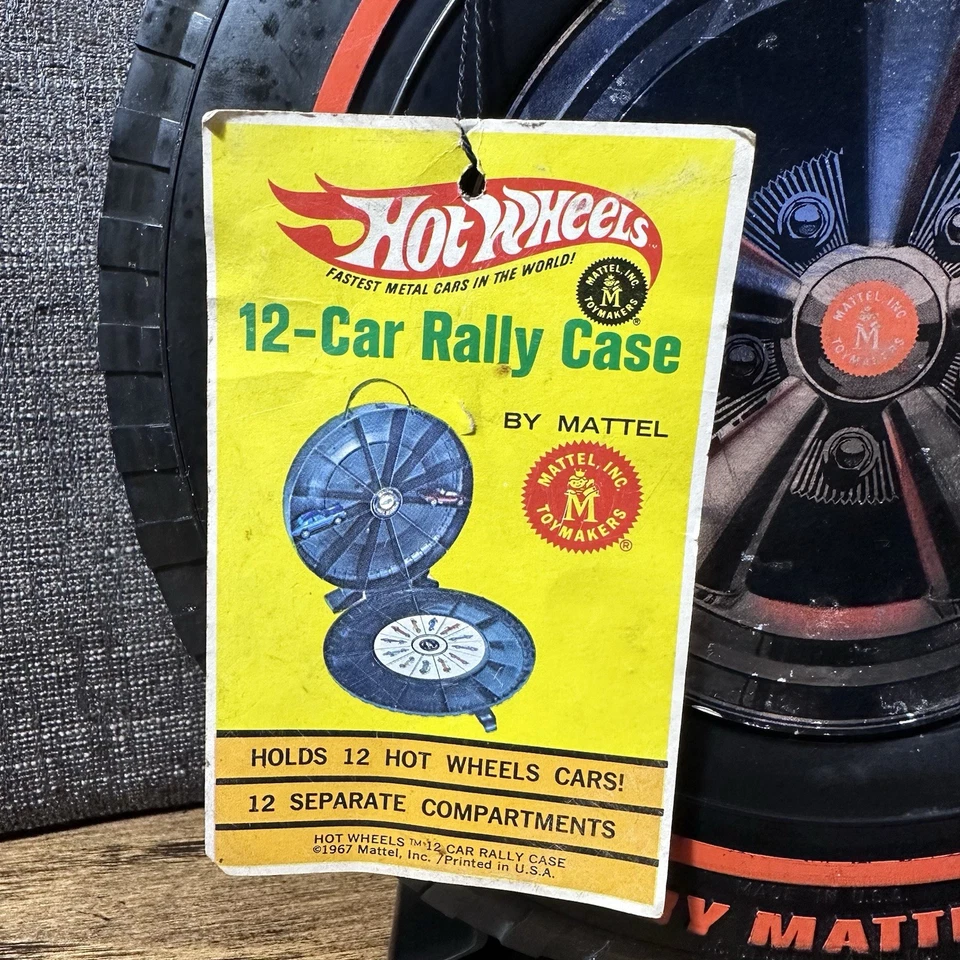 HOT WHEELS
FASTEST METAL CARS IN THE WORLD!
MATTEL, INC.
M
TOYMAKERS
®
12-Car Rally Case
BY MATTEL
MATTEL, INC.
M
TOYMAKERS
®
HOLDS 12 HOT WHEELS CARS!
12 SEPARATE COMPARTMENTS
HOT WHEELS™ 12 CAR RALLY CASE
©1967 Mattel, Inc. /Printed in U.S.A.
MATTEL, INC.
M
TOYMAKERS
BY MATTE